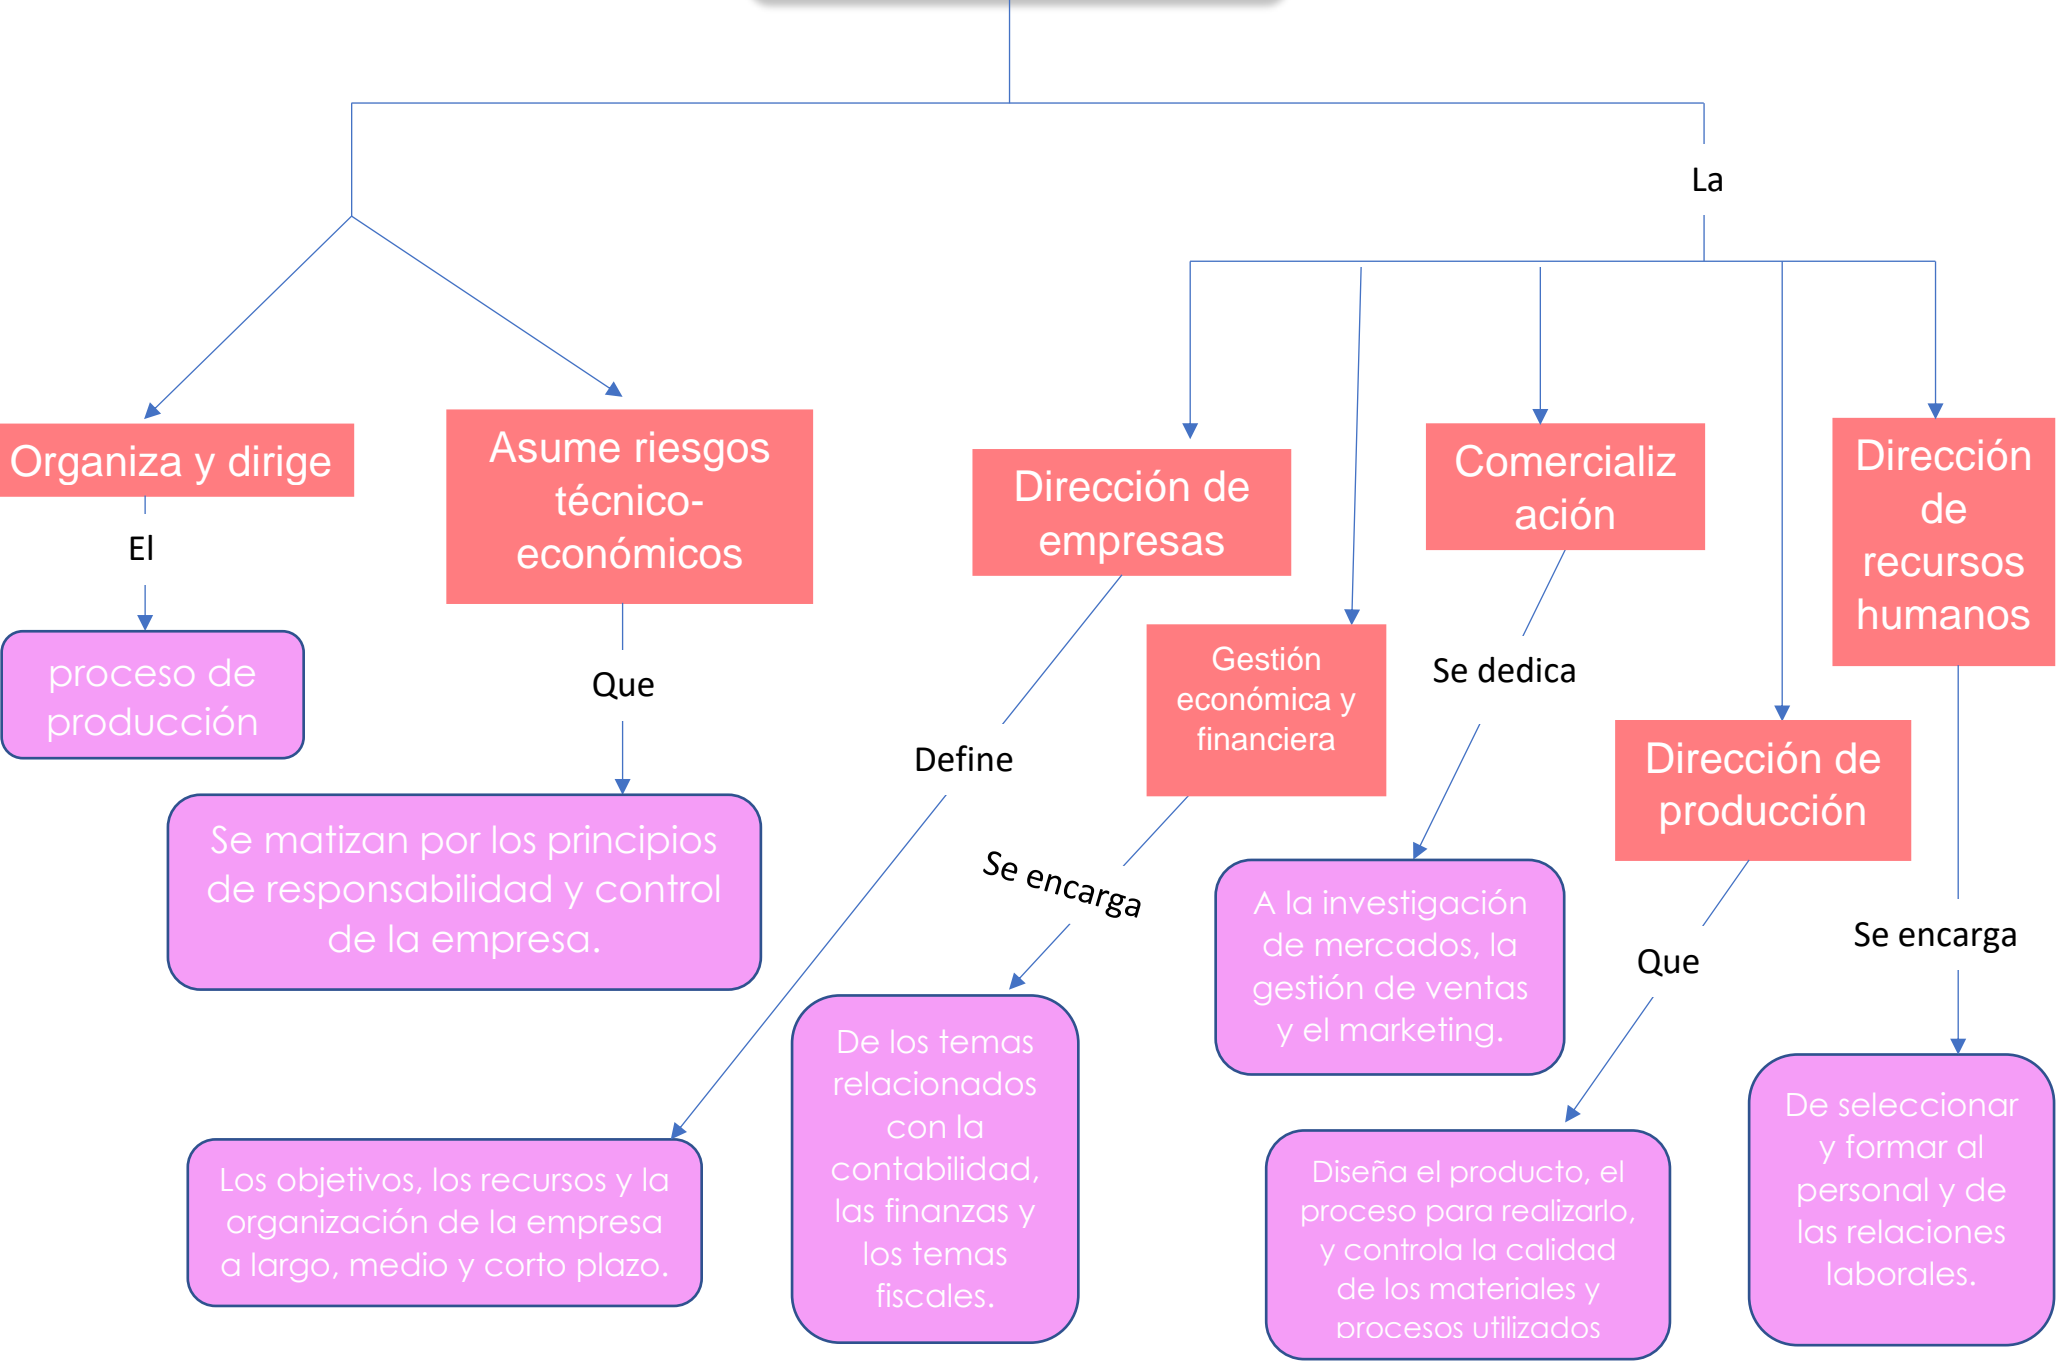 La
Organiza y dirige
El
proceso de
producción
Asume riesgos
técnico-
económicos
Que
Se matizan por los principios
de responsabilidad y control
de la empresa.
Dirección de
empresas
Define
Los objetivos, los recursos y la
organización de la empresa
a largo, medio y corto plazo.
Gestión
económica y
financiera
Se encarga
De los temas
relacionados
con la
contabilidad,
las finanzas y
los temas
fiscales.
Comercializ
ación
Se dedica
A la investigación
de mercados, la
gestión de ventas
y el marketing.
Dirección de
producción
Que
Diseña el producto, el
proceso para realizarlo,
y controla la calidad
de los materiales y
procesos utilizados
Dirección
de
recursos
humanos
Se encarga
De seleccionar
y formar al
personal y de
las relaciones
laborales.